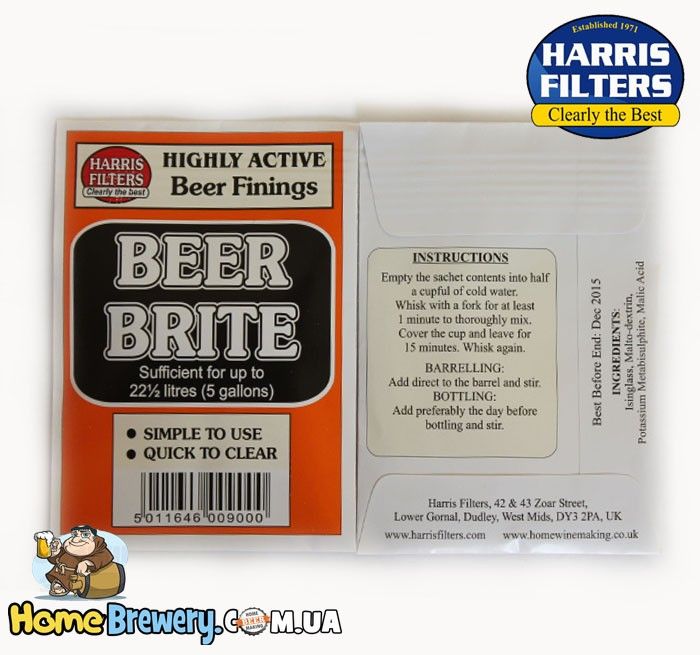 Established 1971
HARRIS
FILTERS
Clearly the Best
HARRIS
FILTERS
Clearly the best
HIGHLY ACTIVE
Beer Finings
BEER
BRITE
Sufficient for up to
22½ litres (5 gallons)
• SIMPLE TO USE
• QUICK TO CLEAR
5 011646 009000
INSTRUCTIONS
Empty the sachet contents into half
a cupful of cold water.
Whisk with a fork for at least
1 minute to thoroughly mix.
Cover the cup and leave for
15 minutes. Whisk again.
BARRELLING:
Add direct to the barrel and stir.
BOTTLING:
Add preferably the day before
bottling and stir.
Best Before End: Dec 2015
INGREDIENTS:
Isinglass, Malto-dextrin,
Potassium Metabisulphite, Malic Acid
Harris Filters, 42 & 43 Zoar Street,
Lower Gornal, Dudley, West Mids, DY3 2PA, UK
www.harrisfilters.com www.homewinemaking.co.uk
HomeBrewery.COM.UA
HOME
BEER
MAKING